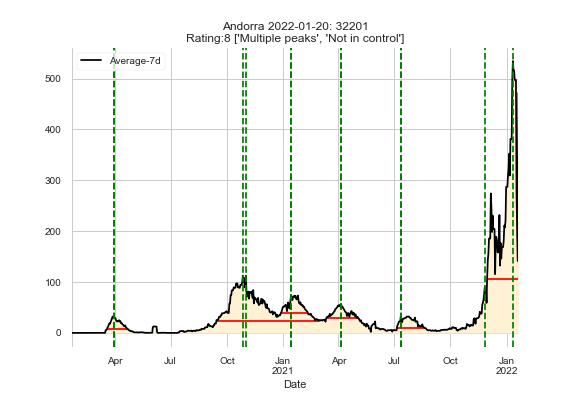 Andorra 2022-01-20: 32201
Rating:8 ['Multiple peaks', 'Not in control']
Average-7d
500
400
300
200
100
0
Apr Jul Oct Jan Apr Jul Oct Jan
2021 2022
Date